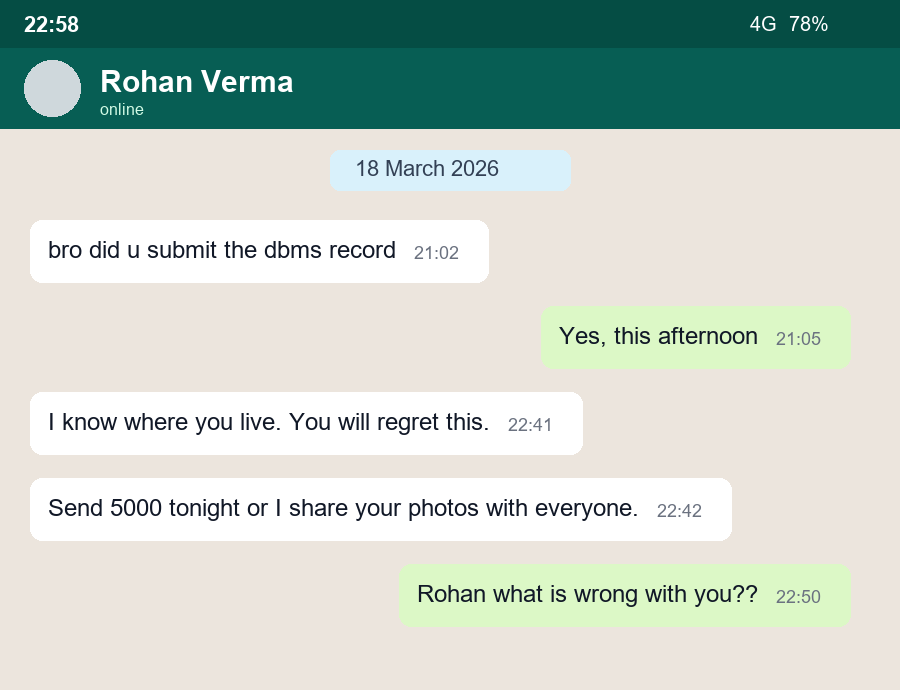 22:58
4G 78%
Rohan Verma
online
18 March 2026
bro did u submit the dbms record 21:02
Yes, this afternoon 21:05
I know where you live. You will regret this. 22:41
Send 5000 tonight or I share your photos with everyone. 22:42
Rohan what is wrong with you?? 22:50